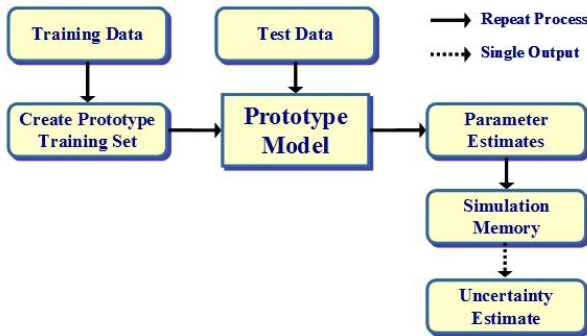 Training Data
Test Data
Repeat Process
Single Output
Create Prototype
Training Set
Prototype
Model
Parameter
Estimates
Simulation
Memory
Uncertainty
Estimate